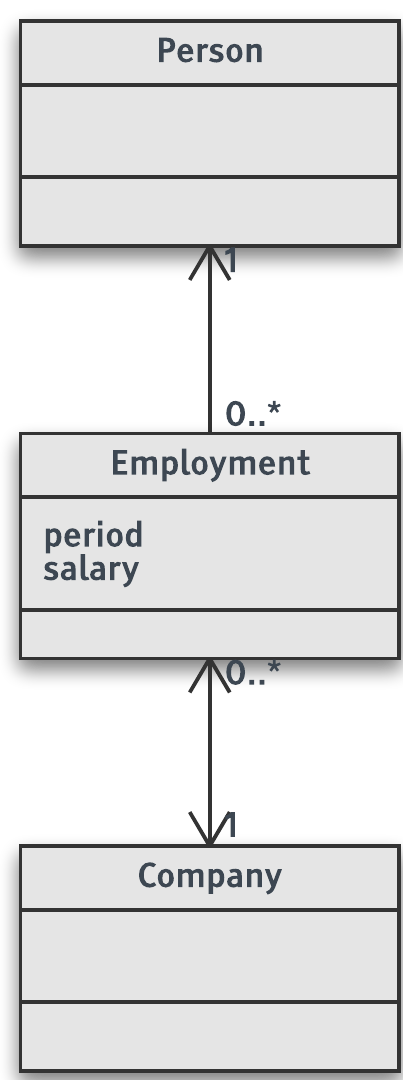 Person
1
0..*
Employment
period
salary
0..*
1
Company